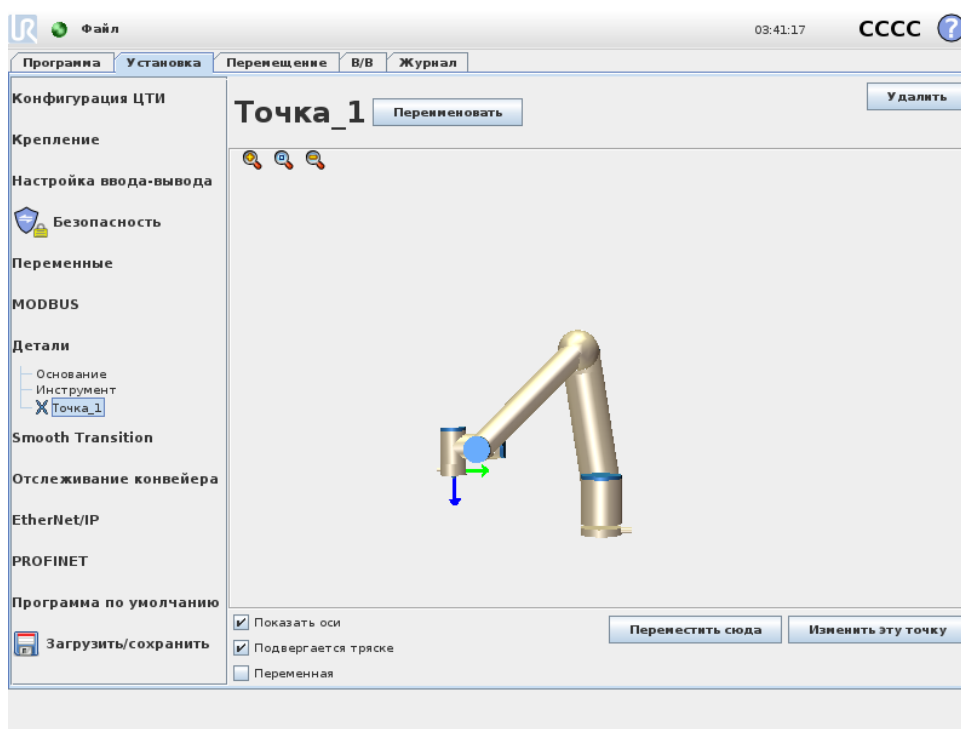 UR Файл 03:41:17 CCCC ?
Программа Установка Перемещение В/В Журнал
Конфигурация ЦТИ
Крепление
Настройка ввода-вывода
Безопасность
Переменные
MODBUS
Детали
Основание
Инструмент
Точка_1
Smooth Transition
Отслеживание конвейера
EtherNet/IP
PROFINET
Программа по умолчанию
Загрузить/сохранить
Точка_1 Переименовать Удалить
Показать оси
Подвергается тряске
Переменная
Переместить сюда Изменить эту точку